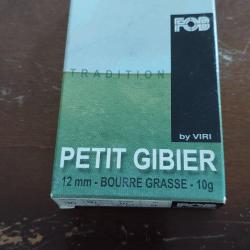 FOB
TRADITION
by VIRI
PETIT GIBIER
12 mm - BOURRE GRASSE - 10g